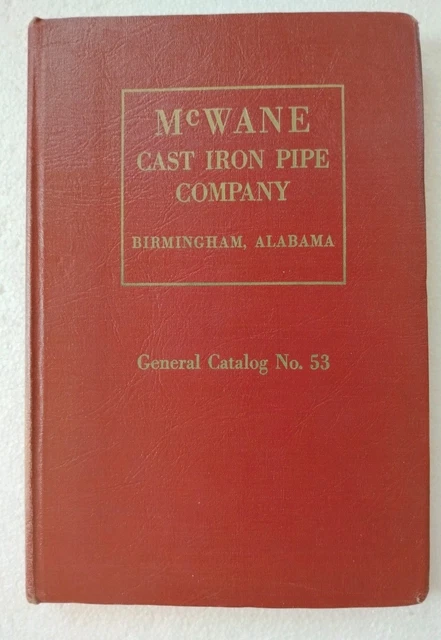 McWANE
CAST IRON PIPE
COMPANY
BIRMINGHAM, ALABAMA
General Catalog No. 53